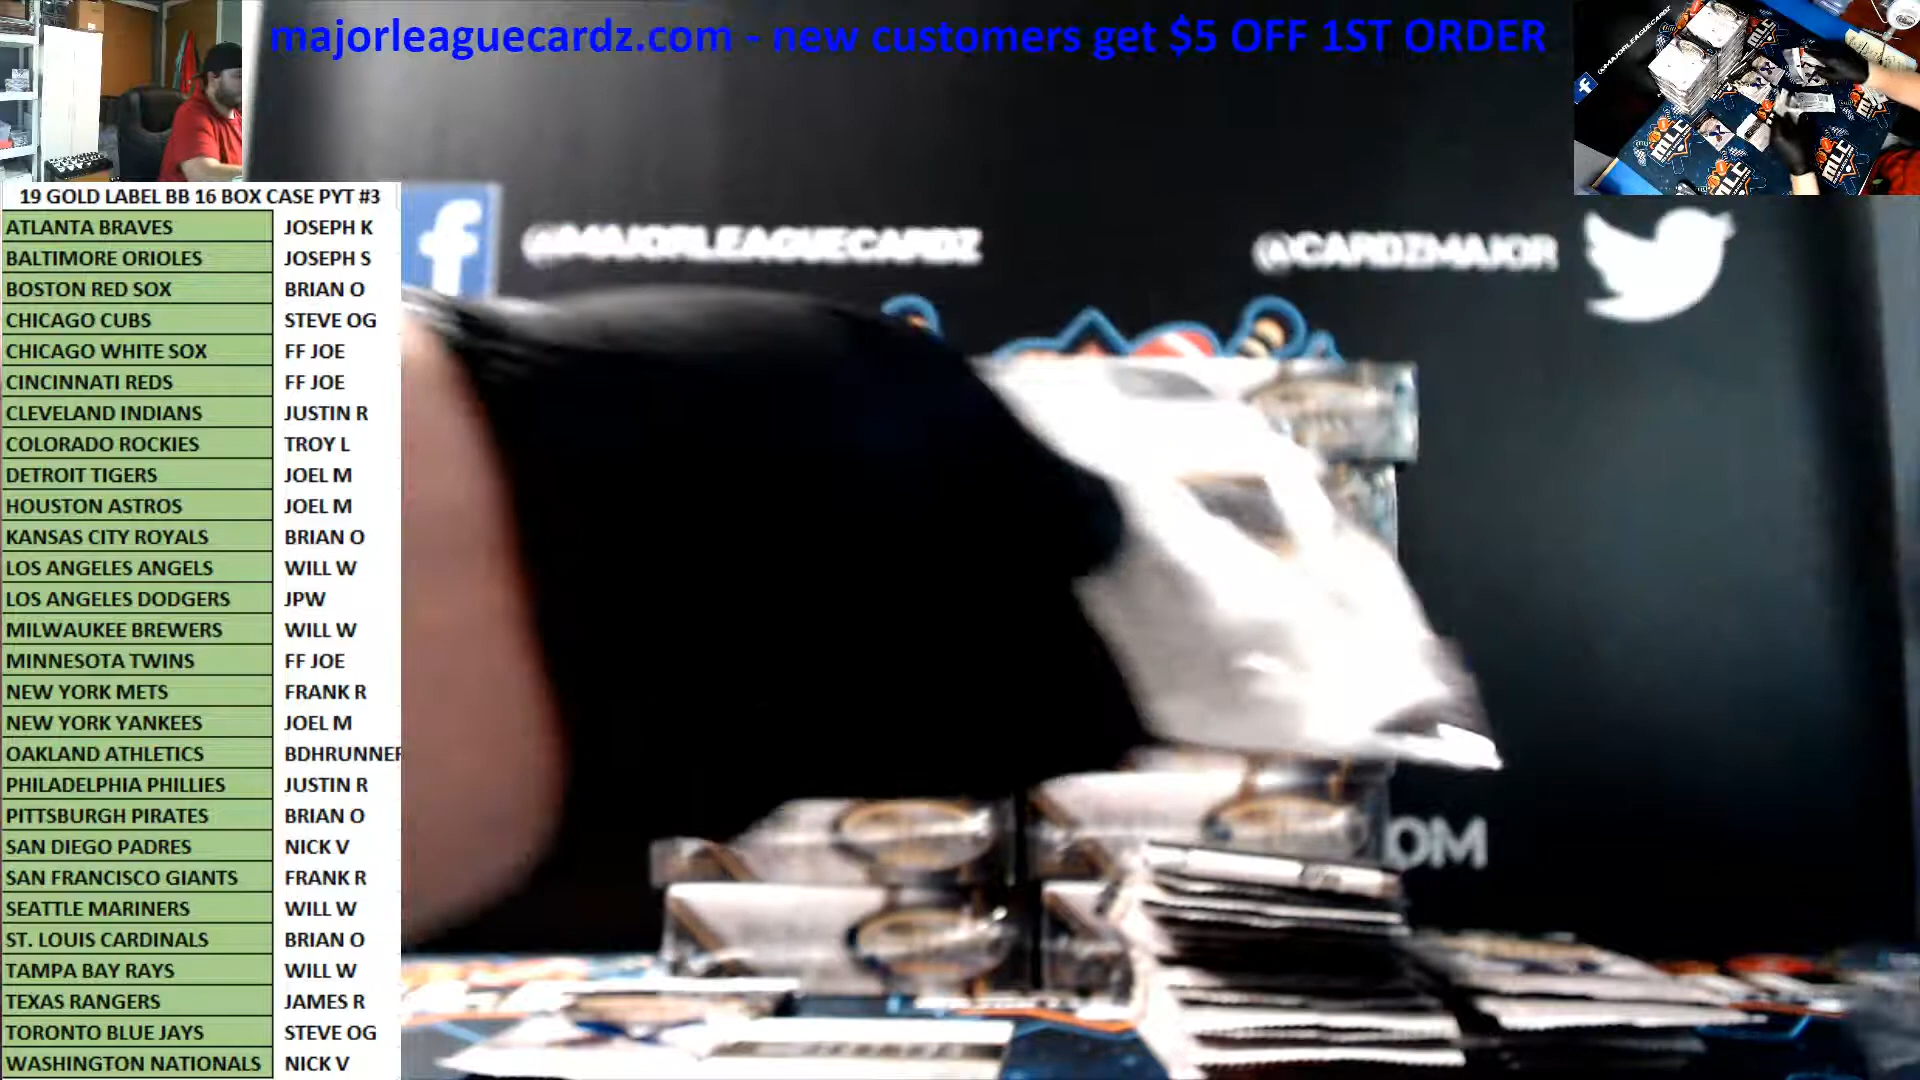 majorleaguecardz.com - new customers get $5 OFF 1ST ORDER
@MAJORLEAGUECARDZ
MLC
MLC
MLC
19 GOLD LABEL BB 16 BOX CASE PYT #3
ATLANTA BRAVES JOSEPH K
BALTIMORE ORIOLES JOSEPH S
BOSTON RED SOX BRIAN O
CHICAGO CUBS STEVE OG
CHICAGO WHITE SOX FF JOE
CINCINNATI REDS FF JOE
CLEVELAND INDIANS JUSTIN R
COLORADO ROCKIES TROY L
DETROIT TIGERS JOEL M
HOUSTON ASTROS JOEL M
KANSAS CITY ROYALS BRIAN O
LOS ANGELES ANGELS WILL W
LOS ANGELES DODGERS JPW
MILWAUKEE BREWERS WILL W
MINNESOTA TWINS FF JOE
NEW YORK METS FRANK R
NEW YORK YANKEES JOEL M
OAKLAND ATHLETICS BDHRUNNER
PHILADELPHIA PHILLIES JUSTIN R
PITTSBURGH PIRATES BRIAN O
SAN DIEGO PADRES NICK V
SAN FRANCISCO GIANTS FRANK R
SEATTLE MARINERS WILL W
ST. LOUIS CARDINALS BRIAN O
TAMPA BAY RAYS WILL W
TEXAS RANGERS JAMES R
TORONTO BLUE JAYS STEVE OG
WASHINGTON NATIONALS NICK V
@MAJORLEAGUECARDZ
@CARDZMAJOR
OM